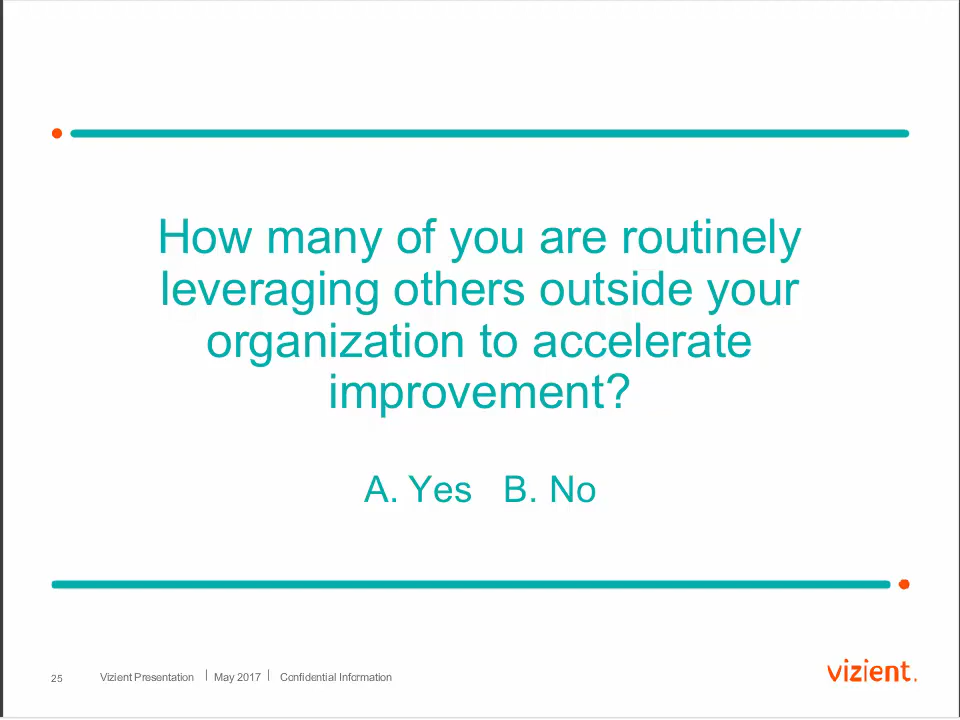 How many of you are routinely
leveraging others outside your
organization to accelerate
improvement?
A. Yes B. No
25 Vizient Presentation | May 2017 | Confidential Information
vizient.